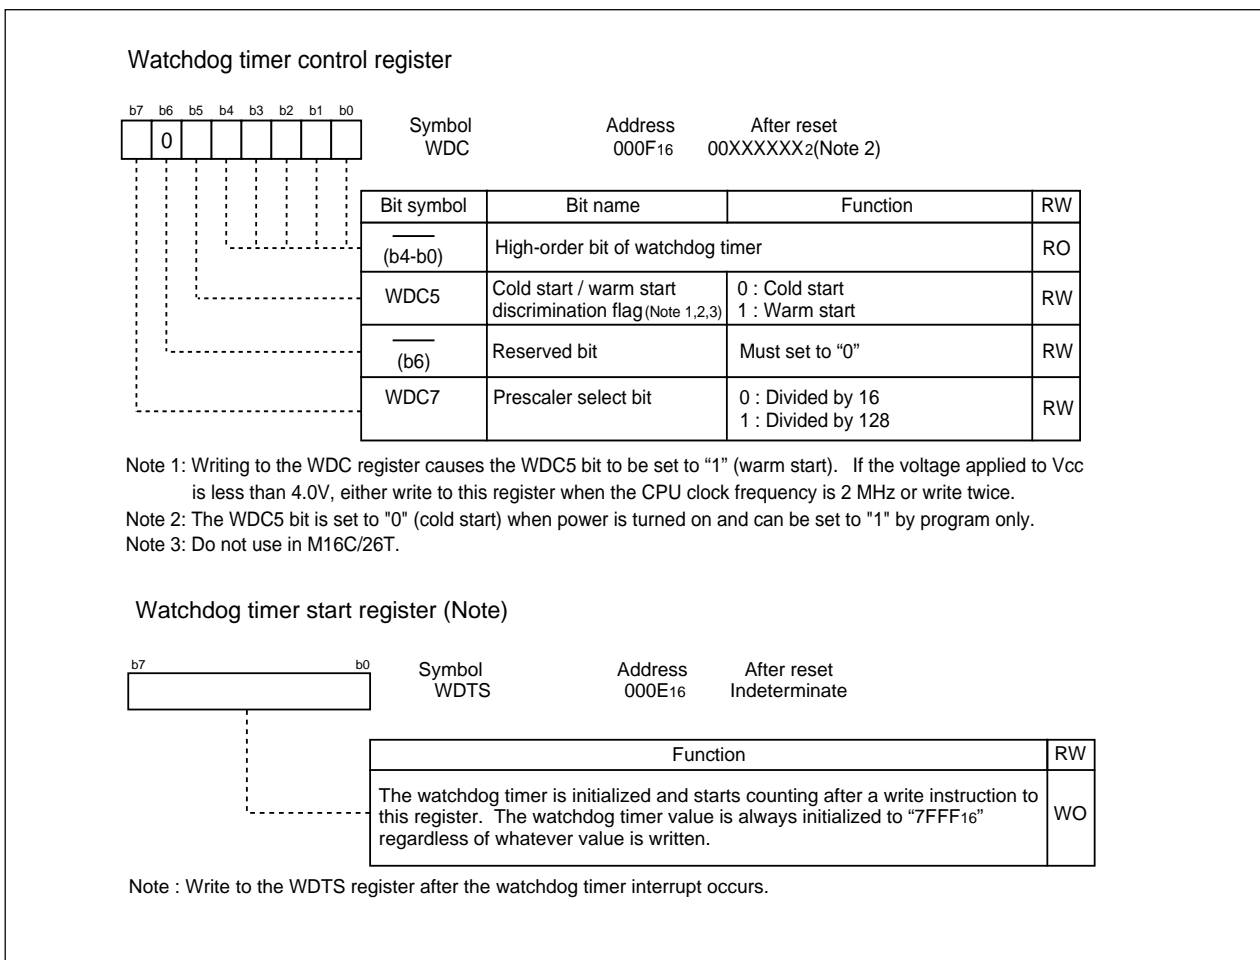 Watchdog timer control register
b7 b6 b5 b4 b3 b2 b1 b0
0
Symbol Address After reset
WDC 000F16 00XXXXXX2(Note 2)
Bit symbol Bit name Function RW
(b4-b0) High-order bit of watchdog timer RO
WDC5 Cold start / warm start discrimination flag(Note 1,2,3) 0 : Cold start 1 : Warm start RW
(b6) Reserved bit Must set to “0” RW
WDC7 Prescaler select bit 0 : Divided by 16 1 : Divided by 128 RW
Note 1: Writing to the WDC register causes the WDC5 bit to be set to “1” (warm start). If the voltage applied to Vcc
is less than 4.0V, either write to this register when the CPU clock frequency is 2 MHz or write twice.
Note 2: The WDC5 bit is set to "0" (cold start) when power is turned on and can be set to "1" by program only.
Note 3: Do not use in M16C/26T.
Watchdog timer start register (Note)
b7 b0
Symbol Address After reset
WDTS 000E16 Indeterminate
Function RW
The watchdog timer is initialized and starts counting after a write instruction to
this register. The watchdog timer value is always initialized to “7FFF16”
regardless of whatever value is written.
WO
Note : Write to the WDTS register after the watchdog timer interrupt occurs.